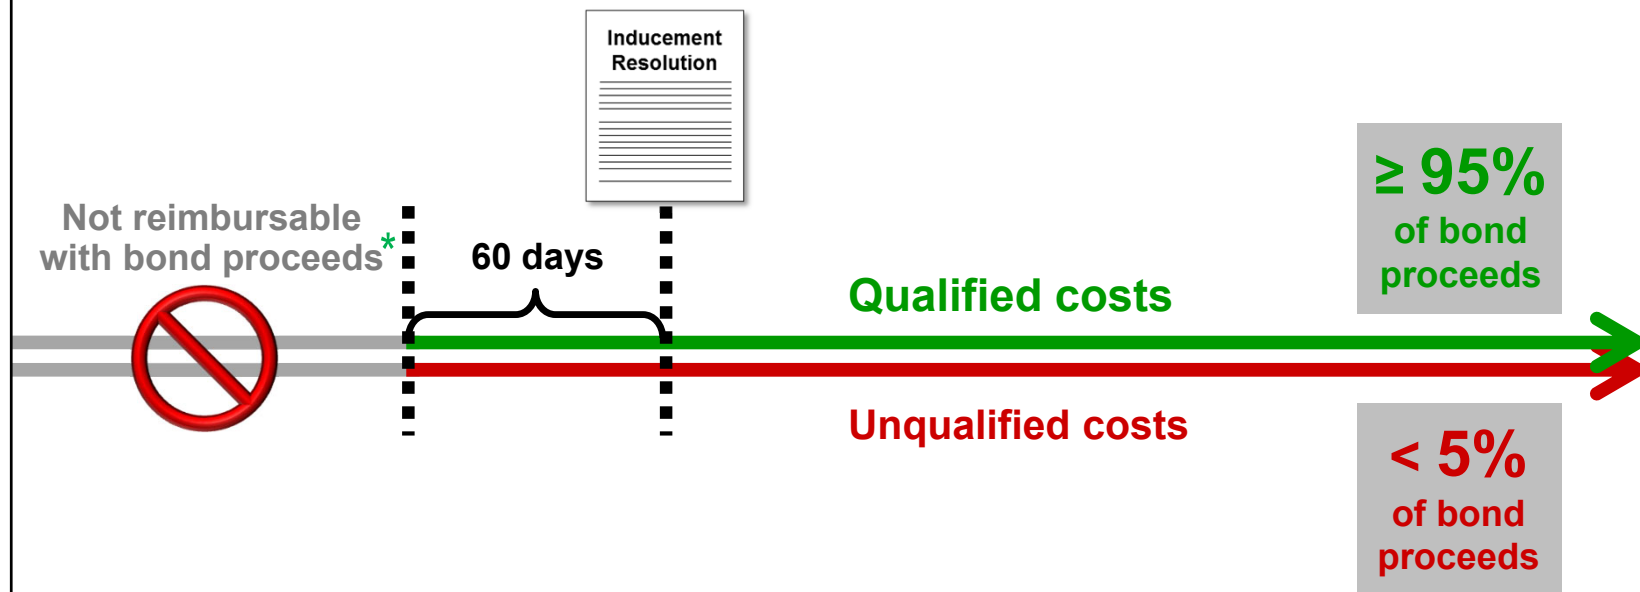 Inducement
Resolution
Not reimbursable
with bond proceeds*
60 days
Qualified costs
≥ 95%
of bond
proceeds
Unqualified costs
< 5%
of bond
proceeds